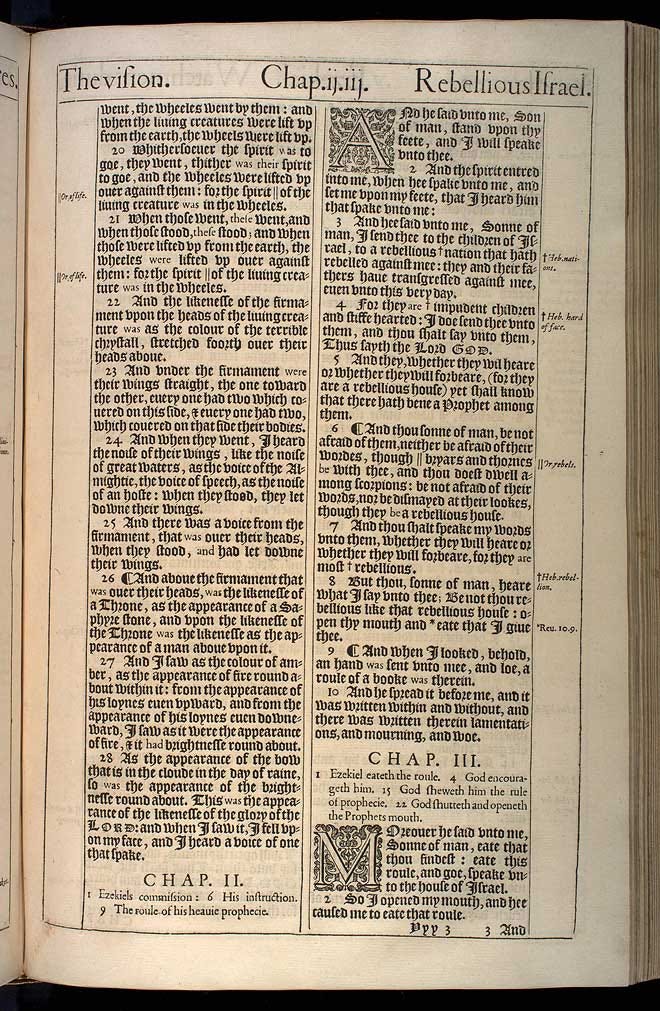 The vision. Chap.ij.iij. Rebellious Israel.
went, the wheeles went by them : and
when the liuing creatures were lift vp
from the earth, the wheels were lift vp.
20 Whithersoeuer the spirit was to
goe, they went, thither was their spirit
to goe, and the wheeles were lifted vp
ouer against them : for the spirit || of the
liuing creature was in the wheeles.
||Or, of life.
21 When those went, these went, and
when those stood, these stood; and when
those were lifted vp from the earth, the
wheeles were lifted vp ouer against
them : for the spirit || of the liuing crea-
ture was in the wheeles.
||Or, of life.
22 And the likenesse of the firma-
ment vpon the heads of the liuing crea-
ture was as the colour of the terrible
chrystall, stretched foorth ouer their
heads aboue.
23 And vnder the firmament were
their wings straight, the one toward
the other, euery one had two which co-
uered on this side, & euery one had two,
which couered on that side their bodies.
24 And when they went, I heard
the noise of their wings, like the noise
of great waters, as the voice of the Al-
mightie, the voice of speech, as the noise
of an hoste : when they stood, they let
downe their wings.
25 And there was a voice from the
firmament, that was ouer their heads,
when they stood, and had let downe
their wings.
26 ¶And aboue the firmament that
was ouer their heads, was the likenesse of
a Throne, as the appearance of a Sa-
phyre stone, and vpon the likenesse of
the Throne was the likenesse as the ap-
pearance of a man aboue vpon it.
27 And I saw as the colour of am-
ber, as the appearance of fire round a-
bout within it : from the appearance of
his loynes euen vpward, and from the
appearance of his loynes euen downe-
ward, I saw as it were the appearance
of fire, & it had brightnesse round about.
28 As the appearance of the bow
that is in the cloude in the day of raine,
so was the appearance of the bright-
nesse round about. This was the appea-
rance of the likenesse of the glory of the
LORD: and when I saw it, I fell vp-
on my face, and I heard a voice of one
that spake.
CHAP. II.
1 Ezekiels commission : 6 His instruction.
9 The roule of his heauie prophecie.
ANd he said vnto me, Son
of man, stand vpon thy
feete, and I will speake
vnto thee.
2 And the spirit entred
into me, when hee spake vnto me, and
set me vpon my feete, that I heard him
that spake vnto me :
3 And hee said vnto me, Sonne of
man, I send thee to the children of Is-
rael, to a rebellious † nation that hath
rebelled against mee : they and their fa-
thers haue transgressed against mee,
euen vnto this very day.
† Heb. nati-
ons.
4 For they are † impudent children
and stiffe hearted : I doe send thee vnto
them, and thou shalt say vnto them,
Thus sayth the Lord GOD.
† Heb. hard
of face.
5 And they, whether they wil heare
or whether they will forbeare, (for they
are a rebellious house) yet shall know
that there hath bene a Prophet among
them.
6 ¶And thou sonne of man, be not
afraid of them, neither be afraid of their
wordes, though || bryars and thornes
be with thee, and thou doest dwell a-
mong scorpions : be not afraid of their
words, nor be dismayed at their lookes,
though they be a rebellious house.
||Or, rebels.
7 And thou shalt speake my words
vnto them, whether they will heare or
whether they will forbeare, for they are
most † rebellious.
† Heb. rebel-
lion.
8 But thou, sonne of man, heare
what I say vnto thee; Be not thou re-
bellious like that rebellious house : o-
pen thy mouth and *eate that I giue
thee.
*Reu. 10.9.
9 ¶ And when I looked, behold,
an hand was sent vnto mee, and loe, a
roule of a booke was therein.
10 And he spread it before me, and it
was written within and without, and
there was written therein lamentati-
ons, and mourning, and woe.
CHAP. III.
1 Ezekiel eateth the roule. 4 God encoura-
geth him. 15 God sheweth him the rule
of prophecie. 22 God shutteth and openeth
the Prophets mouth.
MOreouer he said vnto me,
Sonne of man, eate that
thou findest : eate this
roule, and goe, speake vn-
to the house of Israel.
2 So I opened my mouth, and hee
caused me to eate that roule.
Yyy 3 3 And